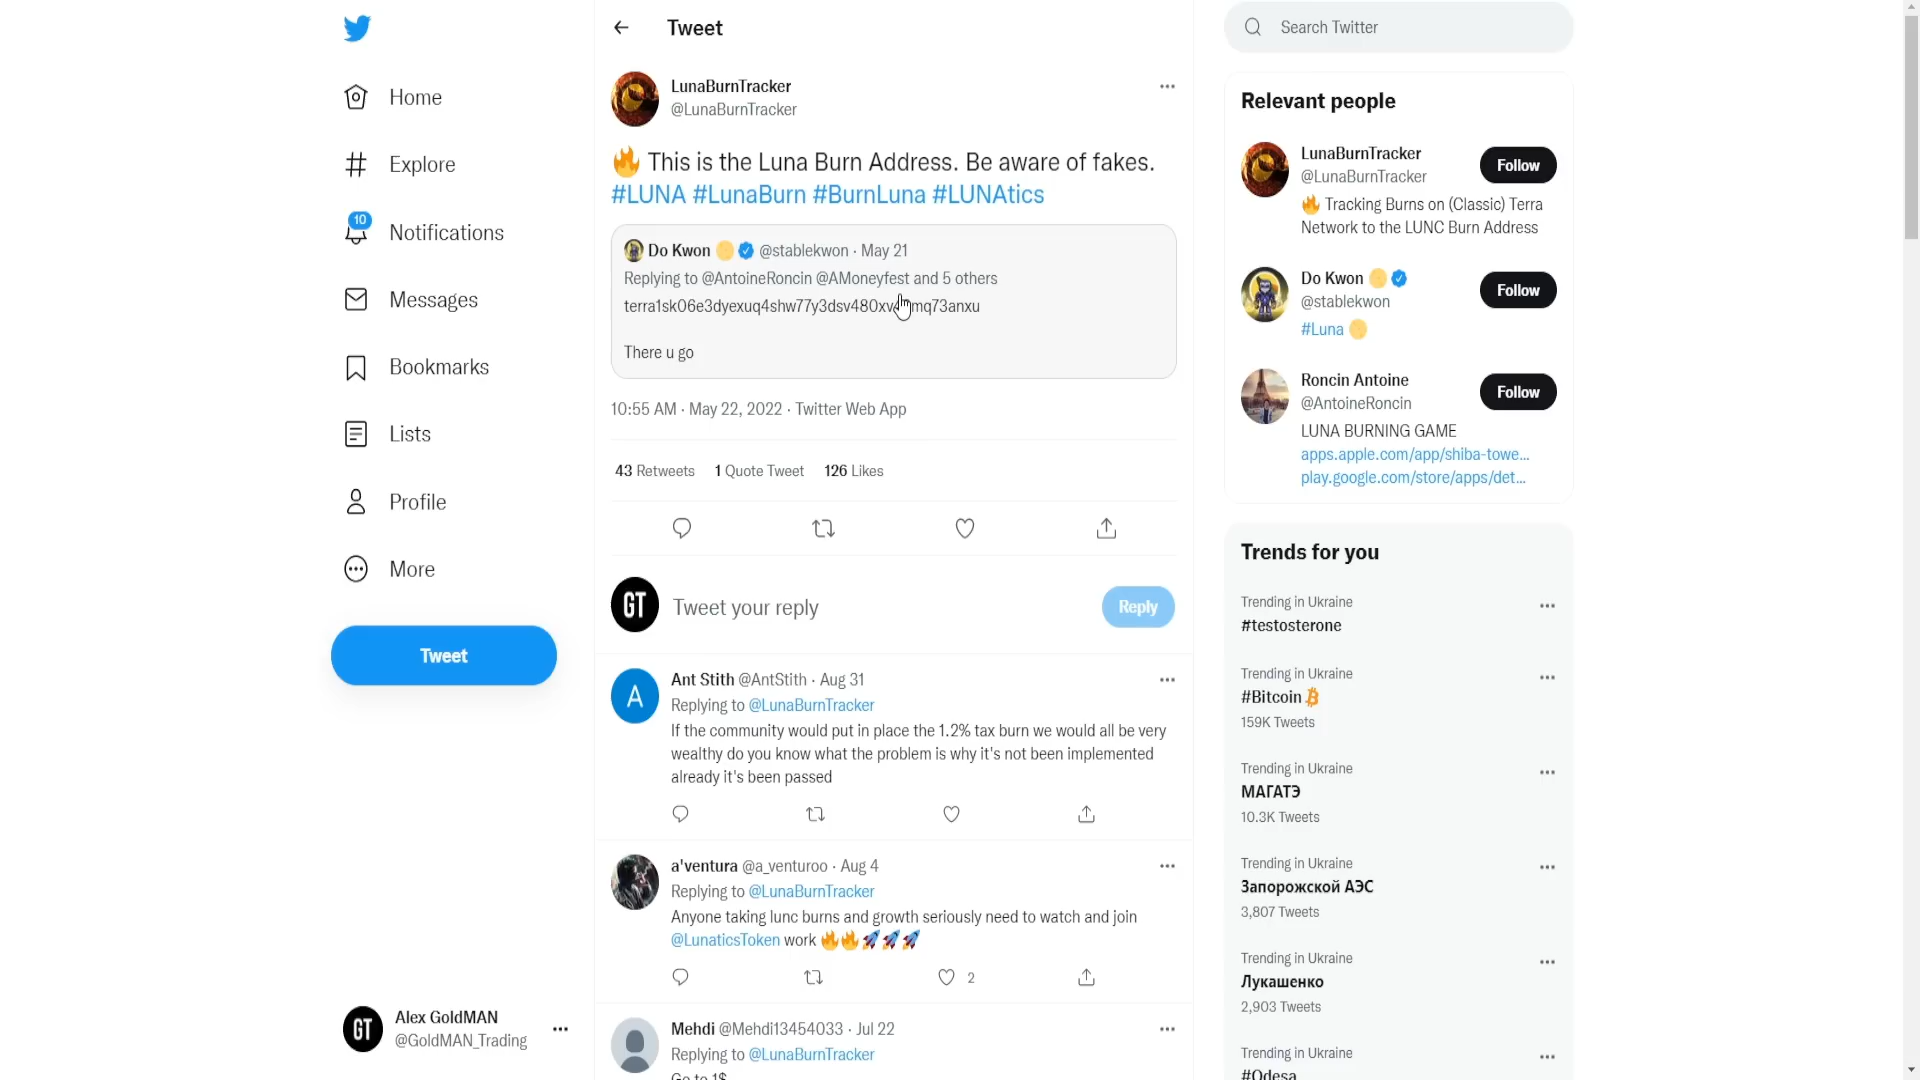 Home
Explore
10
Notifications
Messages
Bookmarks
Lists
Profile
More
Tweet
GT
Alex GoldMAN
@GoldMAN_Trading
Tweet
LunaBurnTracker
@LunaBurnTracker
🔥 This is the Luna Burn Address. Be aware of fakes.
#LUNA #LunaBurn #BurnLuna #LUNAtics
Do Kwon 🌕 @stablekwon · May 21
Replying to @AntoineRoncin @AMoneyfest and 5 others
There u go
10:55 AM · May 22, 2022 · Twitter Web App
43 Retweets 1 Quote Tweet 126 Likes
GT
Tweet your reply
Reply
A
Ant Stith @AntStith · Aug 31
Replying to @LunaBurnTracker
If the community would put in place the 1.2% tax burn we would all be very
wealthy do you know what the problem is why it's not been implemented
already it's been passed
a'ventura @a_venturoo · Aug 4
Replying to @LunaBurnTracker
Anyone taking lunc burns and growth seriously need to watch and join
@LunaticsToken work 🔥🔥🚀🚀🚀
2
Mehdi @Mehdi13454033 · Jul 22
Replying to @LunaBurnTracker
Go to 1$
Search Twitter
Relevant people
LunaBurnTracker
@LunaBurnTracker
Follow
🔥 Tracking Burns on (Classic) Terra
Network to the LUNC Burn Address
Do Kwon 🌕
@stablekwon
Follow
#Luna 🌕
Roncin Antoine
@AntoineRoncin
Follow
LUNA BURNING GAME
apps.apple.com/app/shiba-towe…
play.google.com/store/apps/det…
Trends for you
Trending in Ukraine
#testosterone
Trending in Ukraine
#Bitcoin
159K Tweets
Trending in Ukraine
МАГАТЭ
10.3K Tweets
Trending in Ukraine
Запорожской АЭС
3,807 Tweets
Trending in Ukraine
Лукашенко
2,903 Tweets
Trending in Ukraine
#Odesa